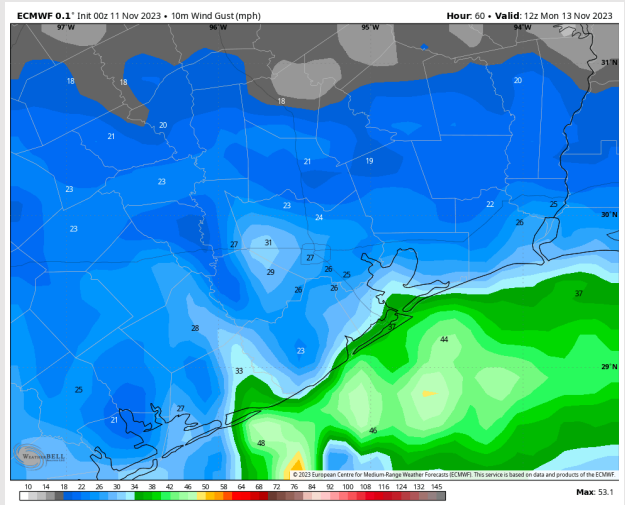 ECMWF 0.1° Init 00z 11 Nov 2023 • 10m Wind Gust (mph)
Hour: 60 • Valid: 12z Mon 13 Nov 2023
97°W 96°W 95°W 94°W
31°N
18 18 20
18
20
21
21 19
23 23
23 22 25
24 30°N
23 26
27 31
27
29 26 25
26 26
37
28 37
44
23
33 29°N
25
27
21
46
48
WeatherBELL
© 2023 European Centre for Medium-Range Weather Forecasts (ECMWF). This service is based on data and products of the ECMWF.
10 14 18 22 26 30 34 38 42 46 50 55 60 64 68 72 76 84 92 100 108 116 124 132 145
Max: 53.1